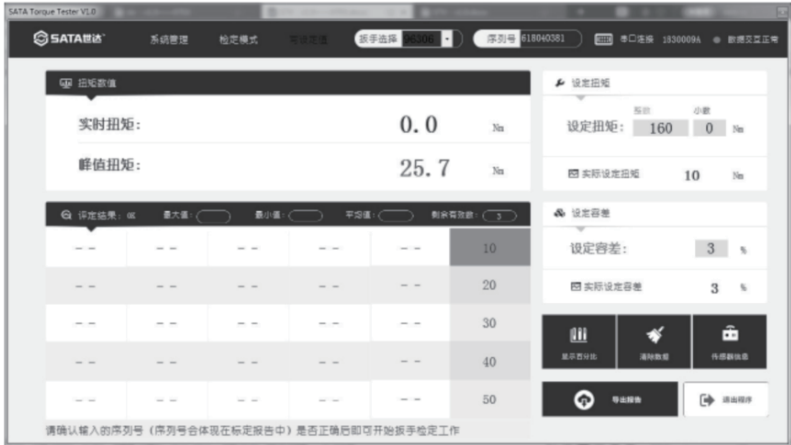 SATA Torque Tester V1.0
SATA世达 系统管理 检定模式 可设定值 扳手选择 96306 序列号 618040381 串口连接 1830009A 数据交互正常
扭矩数值
实时扭矩: 0.0 Nm
峰值扭矩: 25.7 Nm
设定扭矩
整数 小数
设定扭矩: 160 0 Nm
实际设定扭矩 10 Nm
评定结果: OK 最大值: 最小值: 平均值: 剩余有效数: 3
-- -- -- -- -- 10
-- -- -- -- -- 20
-- -- -- -- -- 30
-- -- -- -- -- 40
-- -- -- -- -- 50
设定容差
设定容差: 3 %
实际设定容差 3 %
显示百分比 清除数据 传感器信息
导出报告 退出程序
请确认输入的序列号（序列号会体现在标定报告中）是否正确后即可开始扳手检定工作